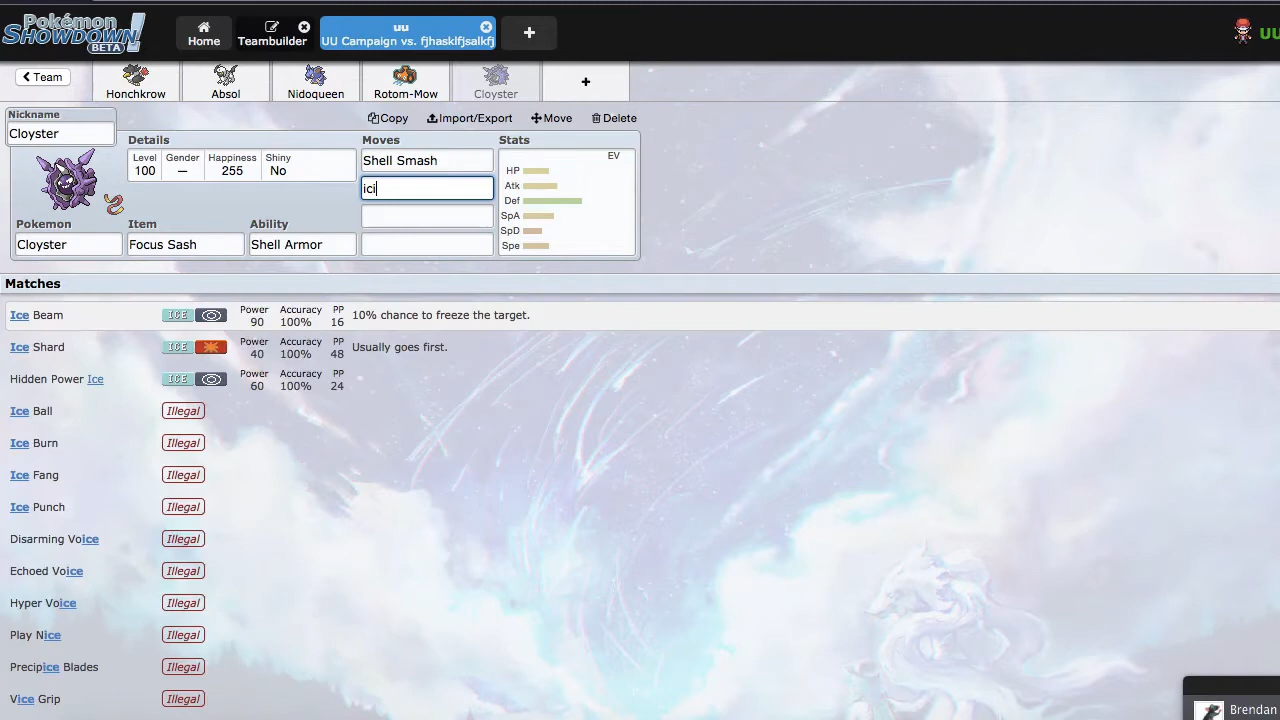 Pokémon
SHOWDOWN!
BETA
Home
Teambuilder
uu
UU Campaign vs. fjhasklfjsalkfj
+
UU
Team
Honchkrow
Absol
Nidoqueen
Rotom-Mow
Cloyster
+
Copy
Import/Export
Move
Delete
Nickname
Cloyster
Details
Level
100
Gender
—
Happiness
255
Shiny
No
Moves
Shell Smash
ici
Stats
EV
HP
Atk
Def
SpA
SpD
Spe
Pokemon
Cloyster
Item
Focus Sash
Ability
Shell Armor
Matches
Ice Beam ICE Power 90 Accuracy 100% PP 16 10% chance to freeze the target.
Ice Shard ICE Power 40 Accuracy 100% PP 48 Usually goes first.
Hidden Power Ice ICE Power 60 Accuracy 100% PP 24
Ice Ball Illegal
Ice Burn Illegal
Ice Fang Illegal
Ice Punch Illegal
Disarming Voice Illegal
Echoed Voice Illegal
Hyper Voice Illegal
Play Nice Illegal
Precipice Blades Illegal
Vice Grip Illegal
Brendan